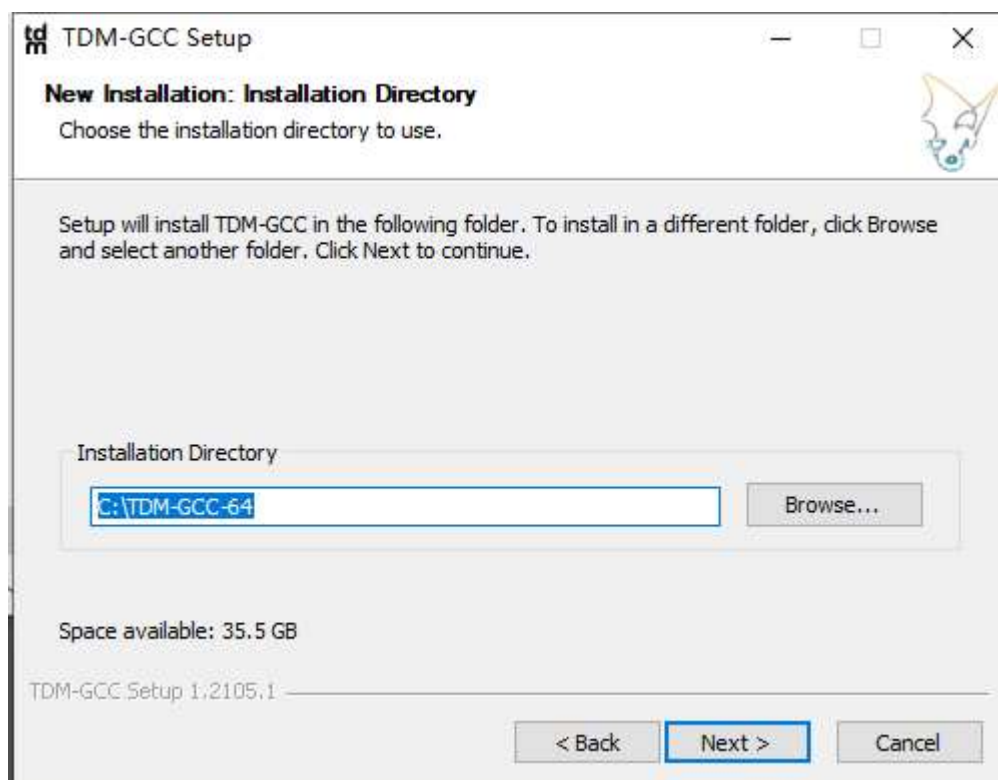 tdm TDM-GCC Setup
New Installation: Installation Directory
Choose the installation directory to use.
Setup will install TDM-GCC in the following folder. To install in a different folder, click Browse
and select another folder. Click Next to continue.
Installation Directory
C:\TDM-GCC-64
Browse...
Space available: 35.5 GB
TDM-GCC Setup 1.2105.1
< Back Next > Cancel